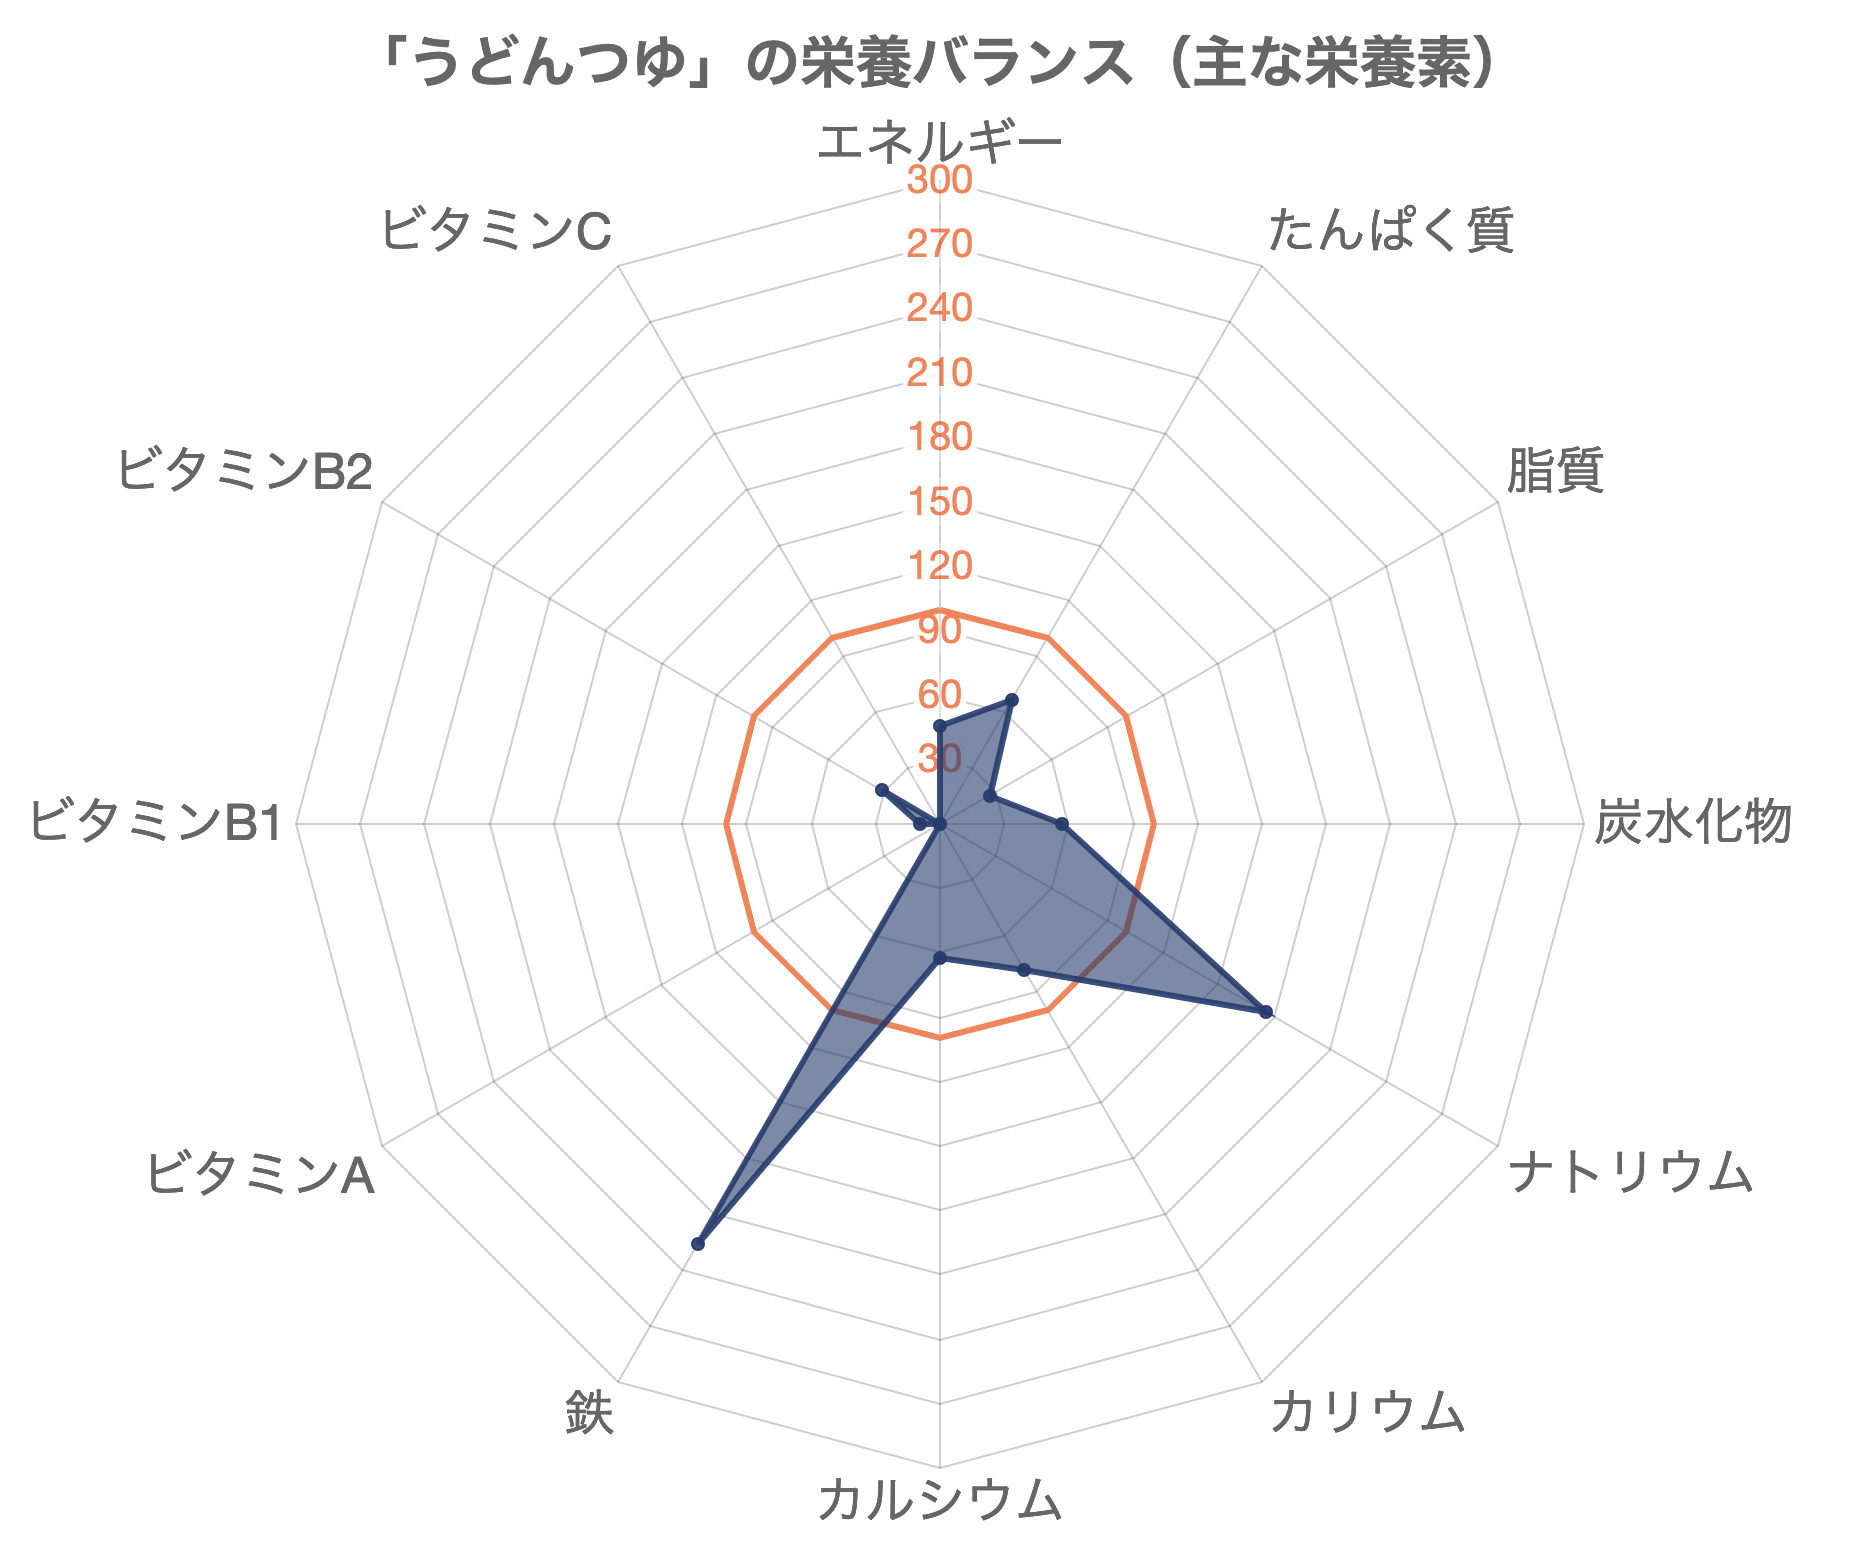 「うどんつゆ」の栄養バランス（主な栄養素）
エネルギー
たんぱく質
脂質
炭水化物
ナトリウム
カリウム
カルシウム
鉄
ビタミンA
ビタミンB1
ビタミンB2
ビタミンC
300
270
240
210
180
150
120
90
60
30